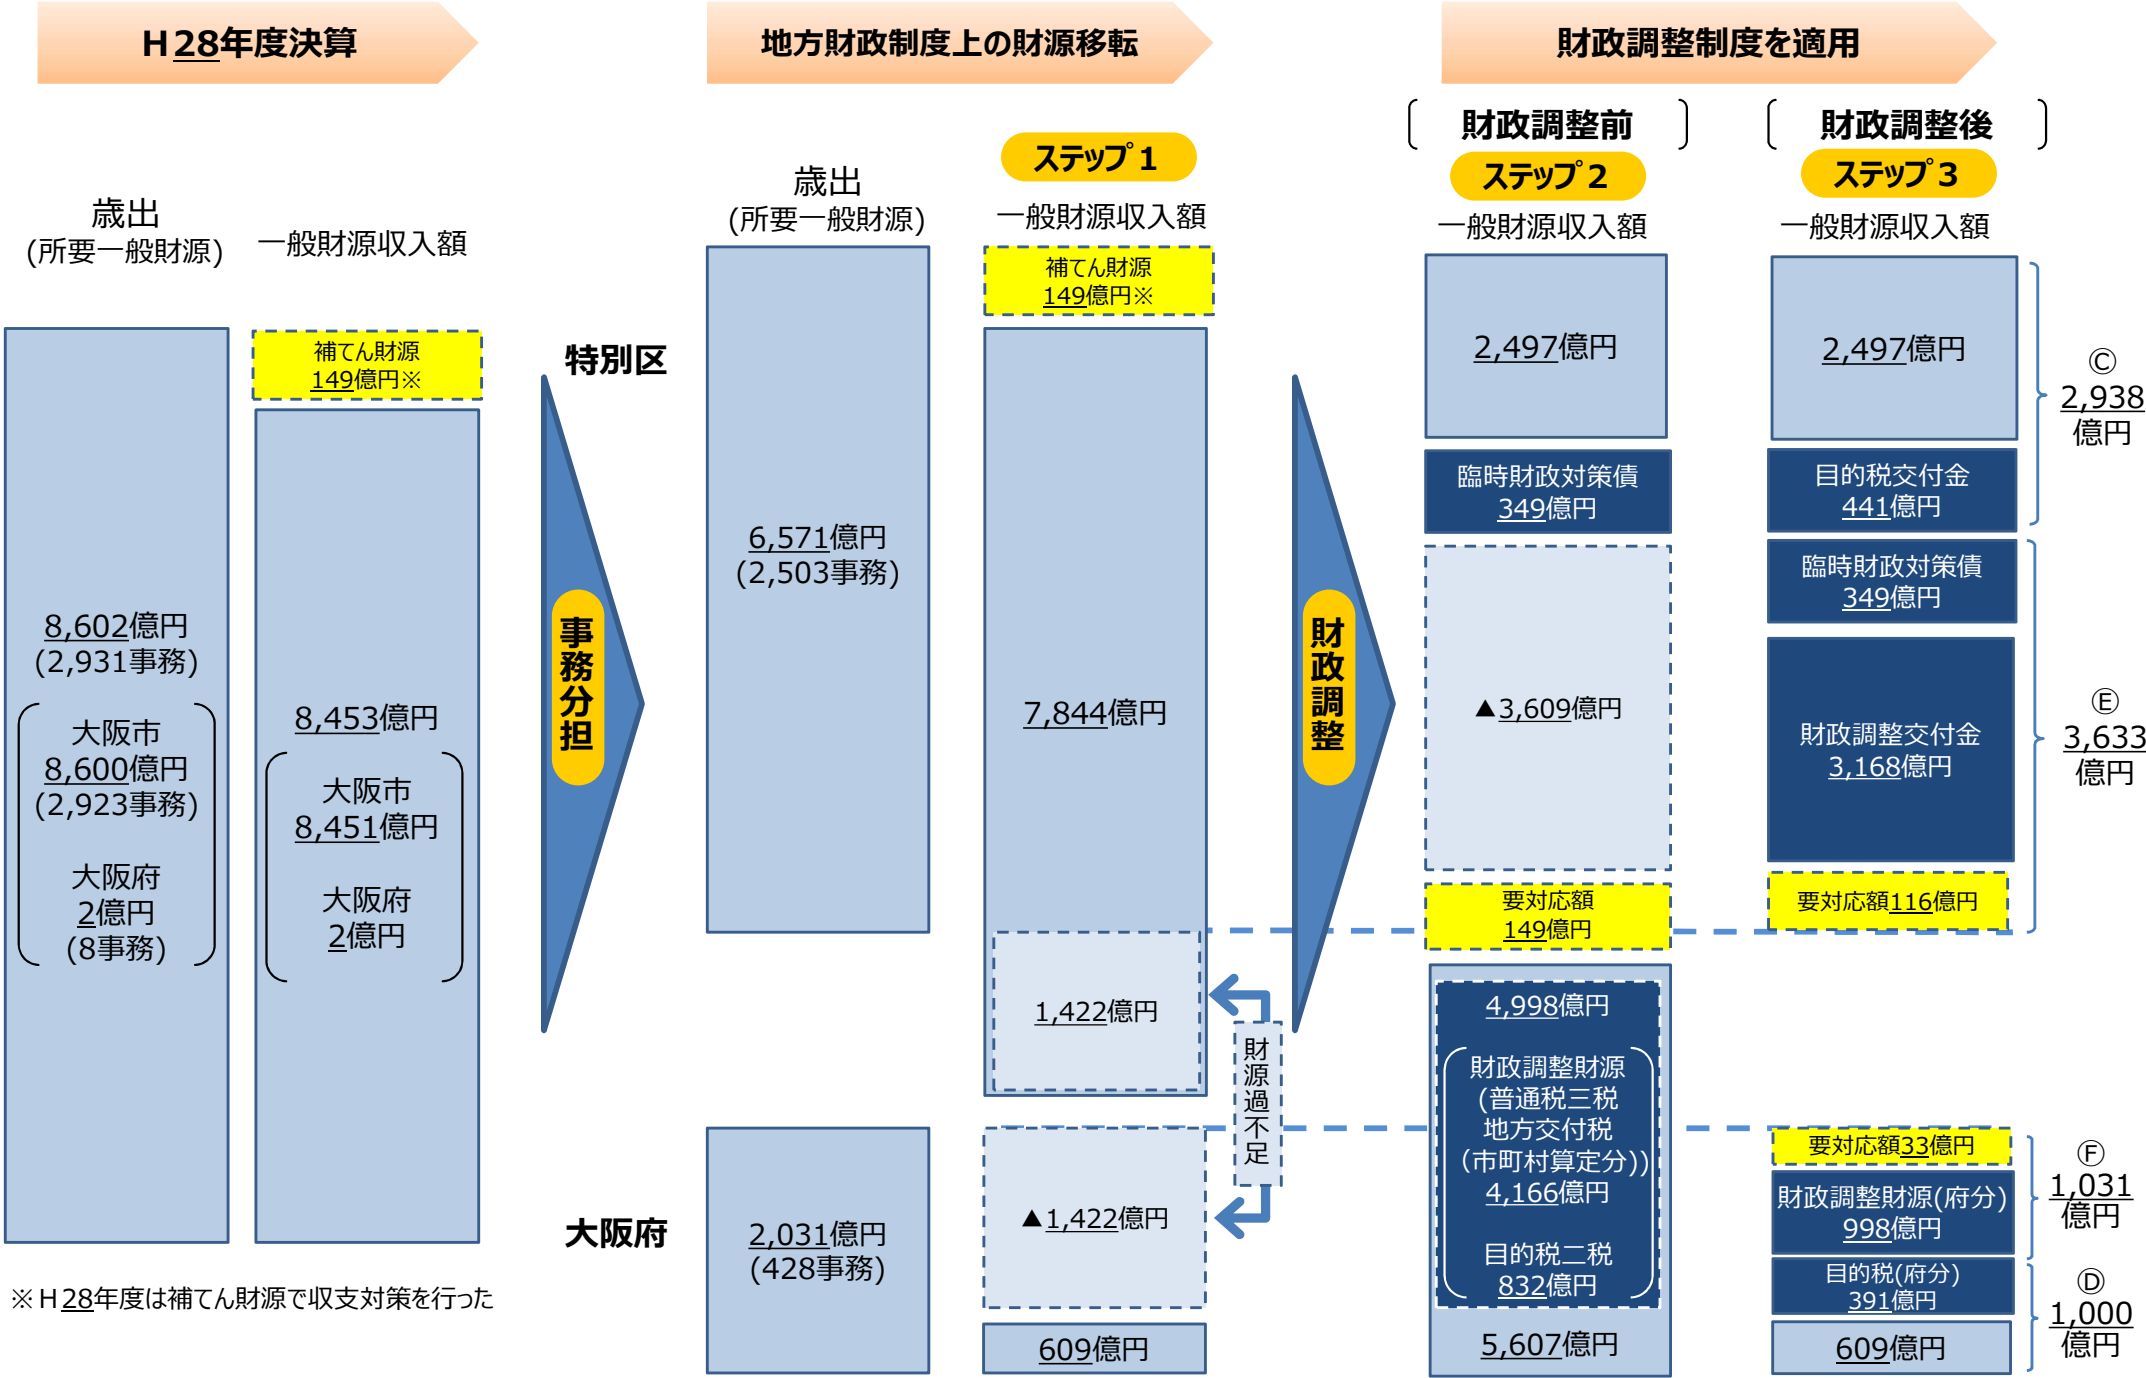 H28年度決算
地方財政制度上の財源移転
財政調整制度を適用
歳出
(所要一般財源)
一般財源収入額
補てん財源
149億円※
8,602億円
(2,931事務)
大阪市
8,600億円
(2,923事務)
大阪府
2億円
(8事務)
8,453億円
大阪市
8,451億円
大阪府
2億円
※H28年度は補てん財源で収支対策を行った
事務分担
特別区
大阪府
歳出
(所要一般財源)
6,571億円
(2,503事務)
2,031億円
(428事務)
ステップ1
一般財源収入額
補てん財源
149億円※
7,844億円
1,422億円
▲1,422億円
609億円
財源過不足
財政調整
財政調整前
ステップ2
一般財源収入額
2,497億円
臨時財政対策債
349億円
▲3,609億円
要対応額
149億円
4,998億円
財政調整財源
(普通税三税
地方交付税
(市町村算定分))
4,166億円
目的税二税
832億円
5,607億円
財政調整後
ステップ3
一般財源収入額
2,497億円
目的税交付金
441億円
臨時財政対策債
349億円
財政調整交付金
3,168億円
要対応額116億円
要対応額33億円
財政調整財源(府分)
998億円
目的税(府分)
391億円
609億円
Ⓒ
2,938
億円
Ⓔ
3,633
億円
Ⓕ
1,031
億円
Ⓓ
1,000
億円